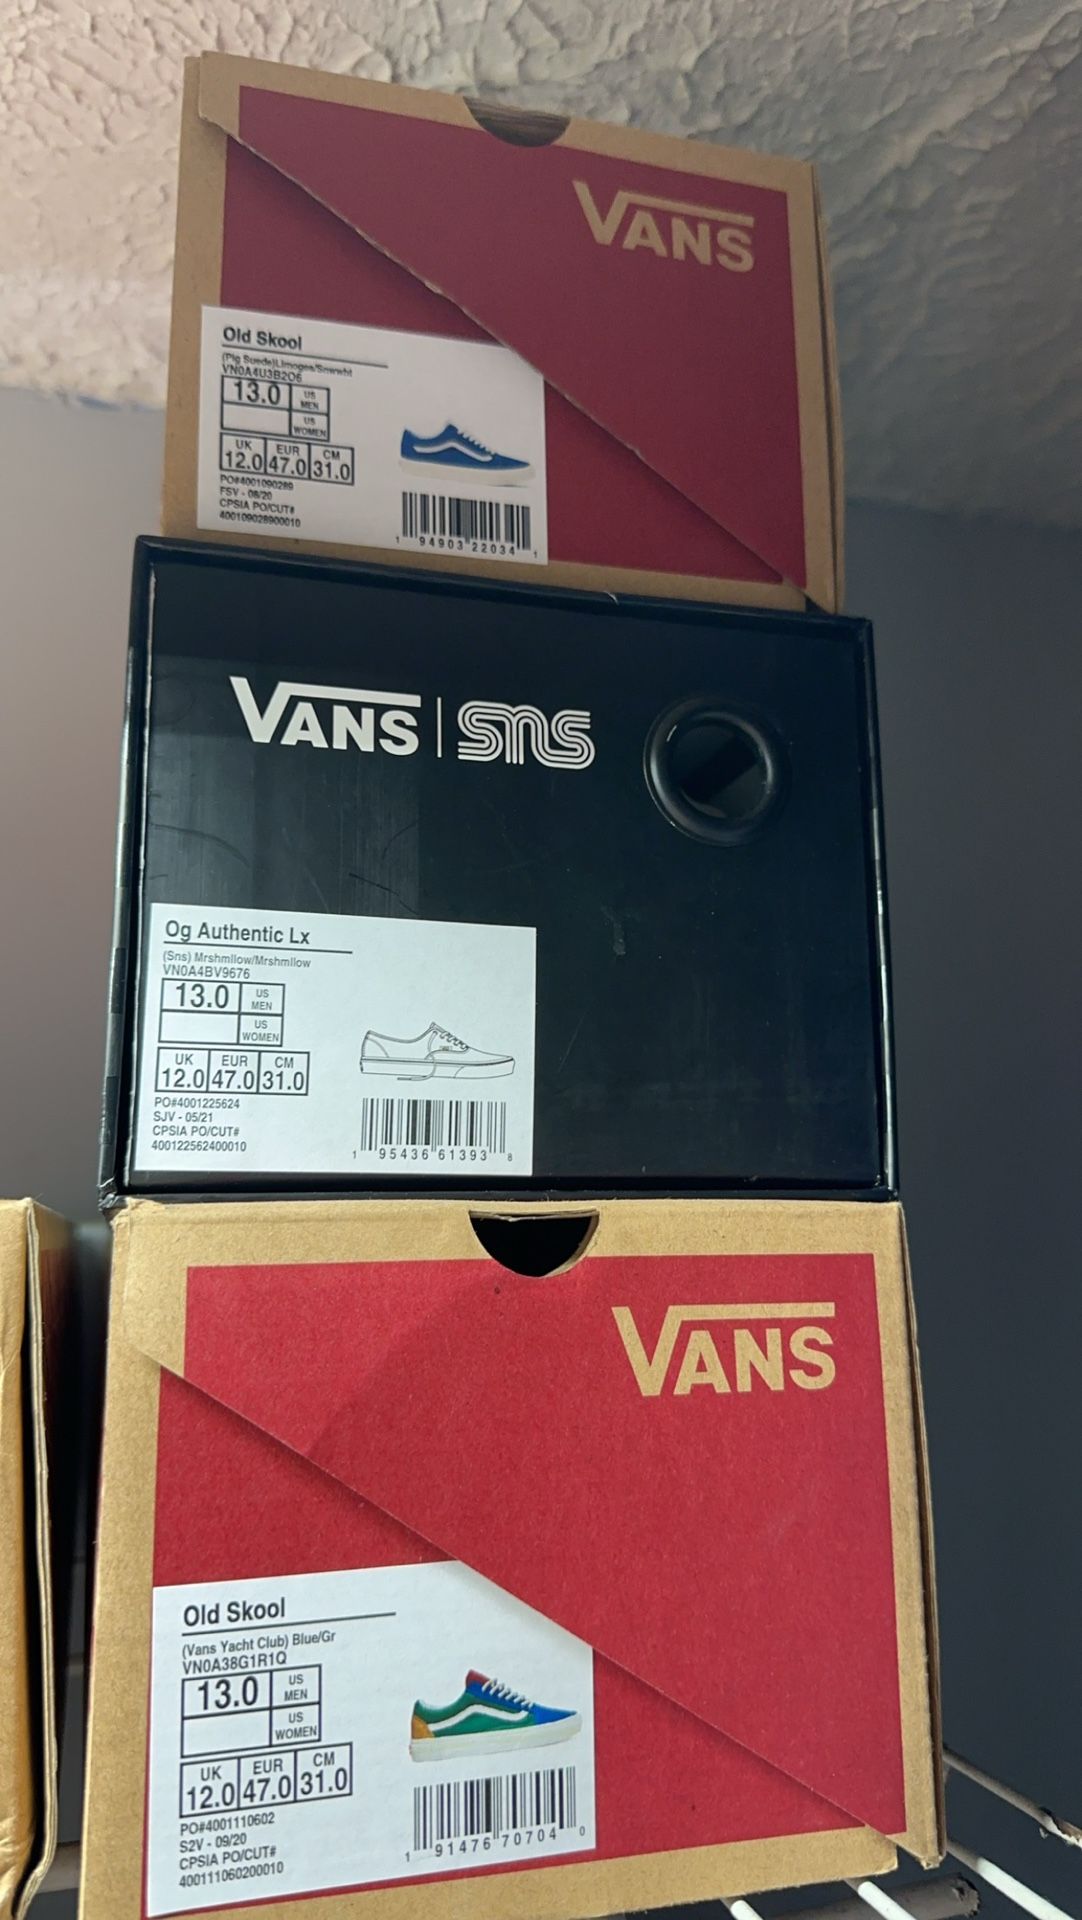 VANS
Old Skool
(Pig Suede)Limoges/Snwwht
VN0A4U3B2O6
13.0 US MEN
US WOMEN
UK EUR CM
12.0 47.0 31.0
PO#4001090289
FSV - 08/20
CPSIA PO/CUT#
400109028900010
1 94903 22034 1
VANS | sns
Og Authentic Lx
(Sns) Mrshmllow/Mrshmllow
VN0A4BV9676
13.0 US MEN
US WOMEN
UK EUR CM
12.0 47.0 31.0
PO#4001225624
SJV - 05/21
CPSIA PO/CUT#
400122562400010
1 95436 61393 8
VANS
Old Skool
(Vans Yacht Club) Blue/Gr
VN0A38G1R1Q
13.0 US MEN
US WOMEN
UK EUR CM
12.0 47.0 31.0
PO#4001110602
S2V - 09/20
CPSIA PO/CUT#
400111060200010
1 91476 70704 0